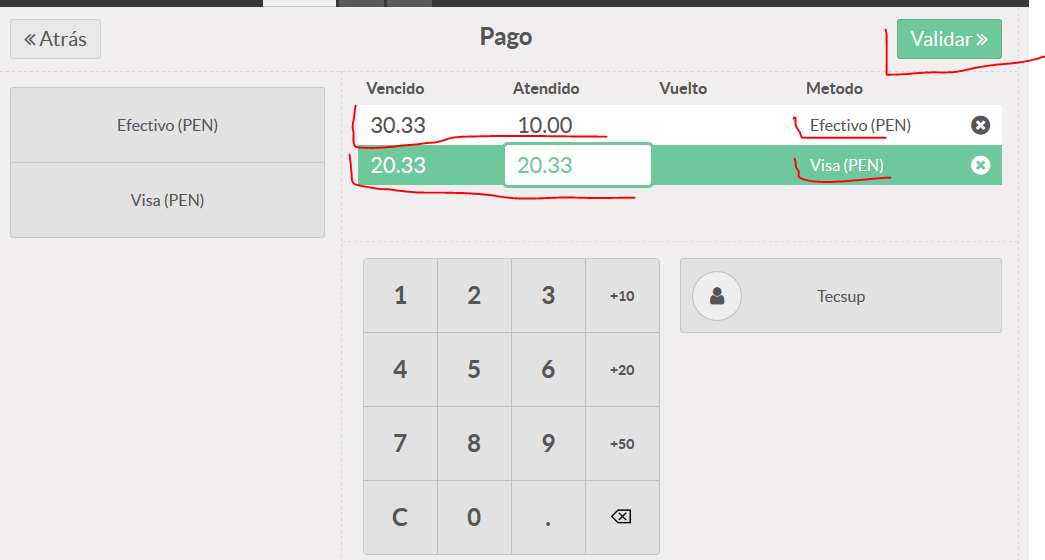 Atrás
Pago
Validar
Vencido Atendido Vuelto Metodo
30.33 10.00 Efectivo (PEN)
20.33 20.33 Visa (PEN)
Efectivo (PEN)
Visa (PEN)
1 2 3 +10
4 5 6 +20
7 8 9 +50
C 0 .
Tecsup